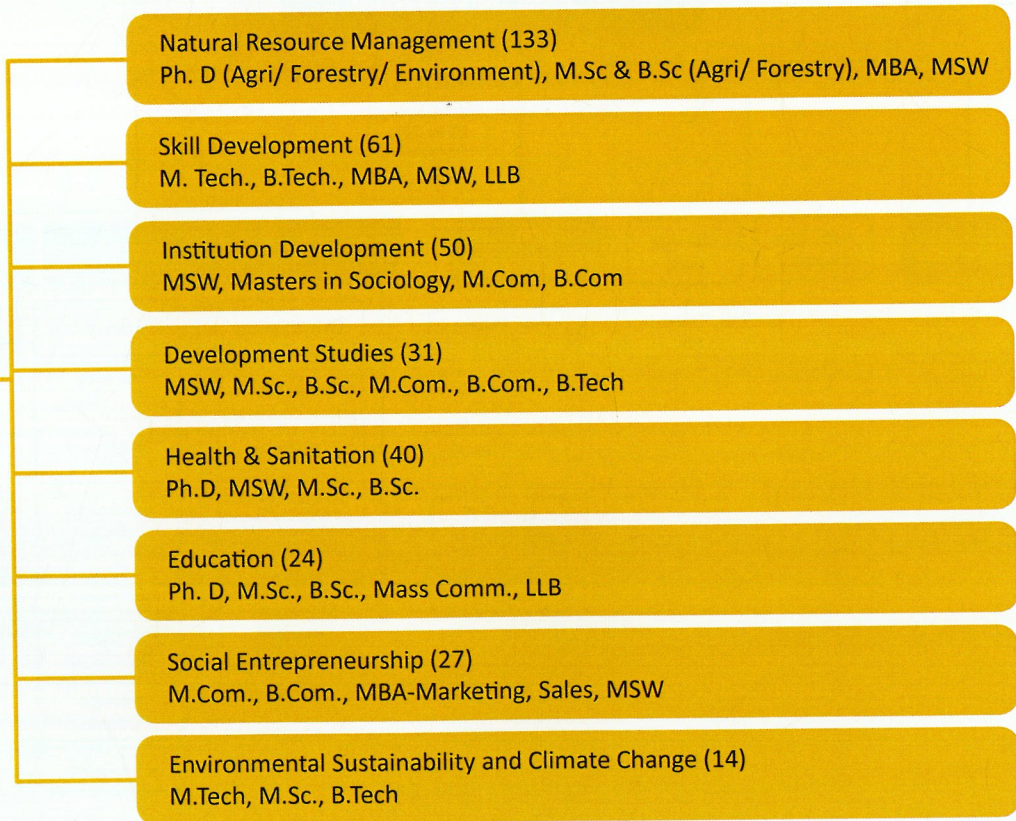 Natural Resource Management (133)
Ph. D (Agri/ Forestry/ Environment), M.Sc & B.Sc (Agri/ Forestry), MBA, MSW
Skill Development (61)
M. Tech., B.Tech., MBA, MSW, LLB
Institution Development (50)
MSW, Masters in Sociology, M.Com, B.Com
Development Studies (31)
MSW, M.Sc., B.Sc., M.Com., B.Com., B.Tech
Health & Sanitation (40)
Ph.D, MSW, M.Sc., B.Sc.
Education (24)
Ph. D, M.Sc., B.Sc., Mass Comm., LLB
Social Entrepreneurship (27)
M.Com., B.Com., MBA-Marketing, Sales, MSW
Environmental Sustainability and Climate Change (14)
M.Tech, M.Sc., B.Tech